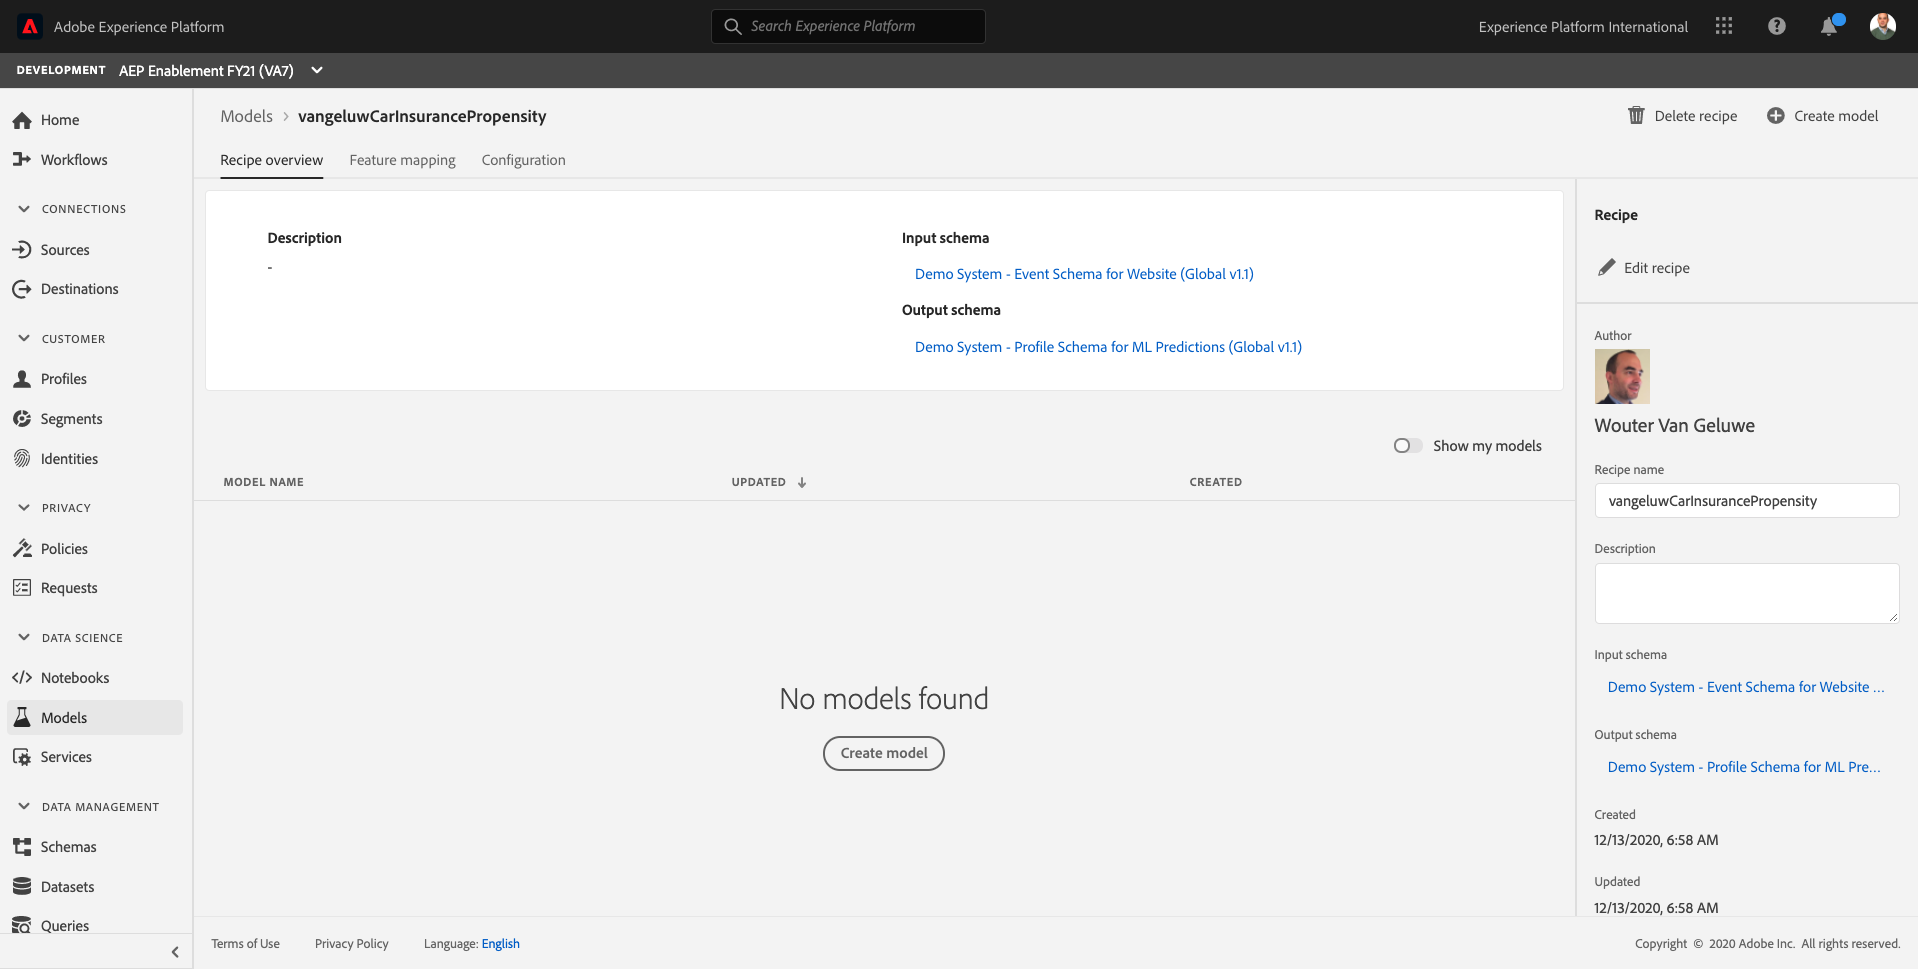 Adobe Experience Platform
Search Experience Platform
Experience Platform International
DEVELOPMENT AEP Enablement FY21 (VA7)
Home
Workflows
CONNECTIONS
Sources
Destinations
CUSTOMER
Profiles
Segments
Identities
PRIVACY
Policies
Requests
DATA SCIENCE
Notebooks
Models
Services
DATA MANAGEMENT
Schemas
Datasets
Queries
Models > vangeluwCarInsurancePropensity
Delete recipe
Create model
Recipe overview Feature mapping Configuration
Description
-
Input schema
Demo System - Event Schema for Website (Global v1.1)
Output schema
Demo System - Profile Schema for ML Predictions (Global v1.1)
Show my models
MODEL NAME UPDATED CREATED
No models found
Create model
Recipe
Edit recipe
Author
Wouter Van Geluwe
Recipe name
vangeluwCarInsurancePropensity
Description
Input schema
Demo System - Event Schema for Website ...
Output schema
Demo System - Profile Schema for ML Pre...
Created
12/13/2020, 6:58 AM
Updated
12/13/2020, 6:58 AM
Terms of Use Privacy Policy Language: English
Copyright © 2020 Adobe Inc. All rights reserved.